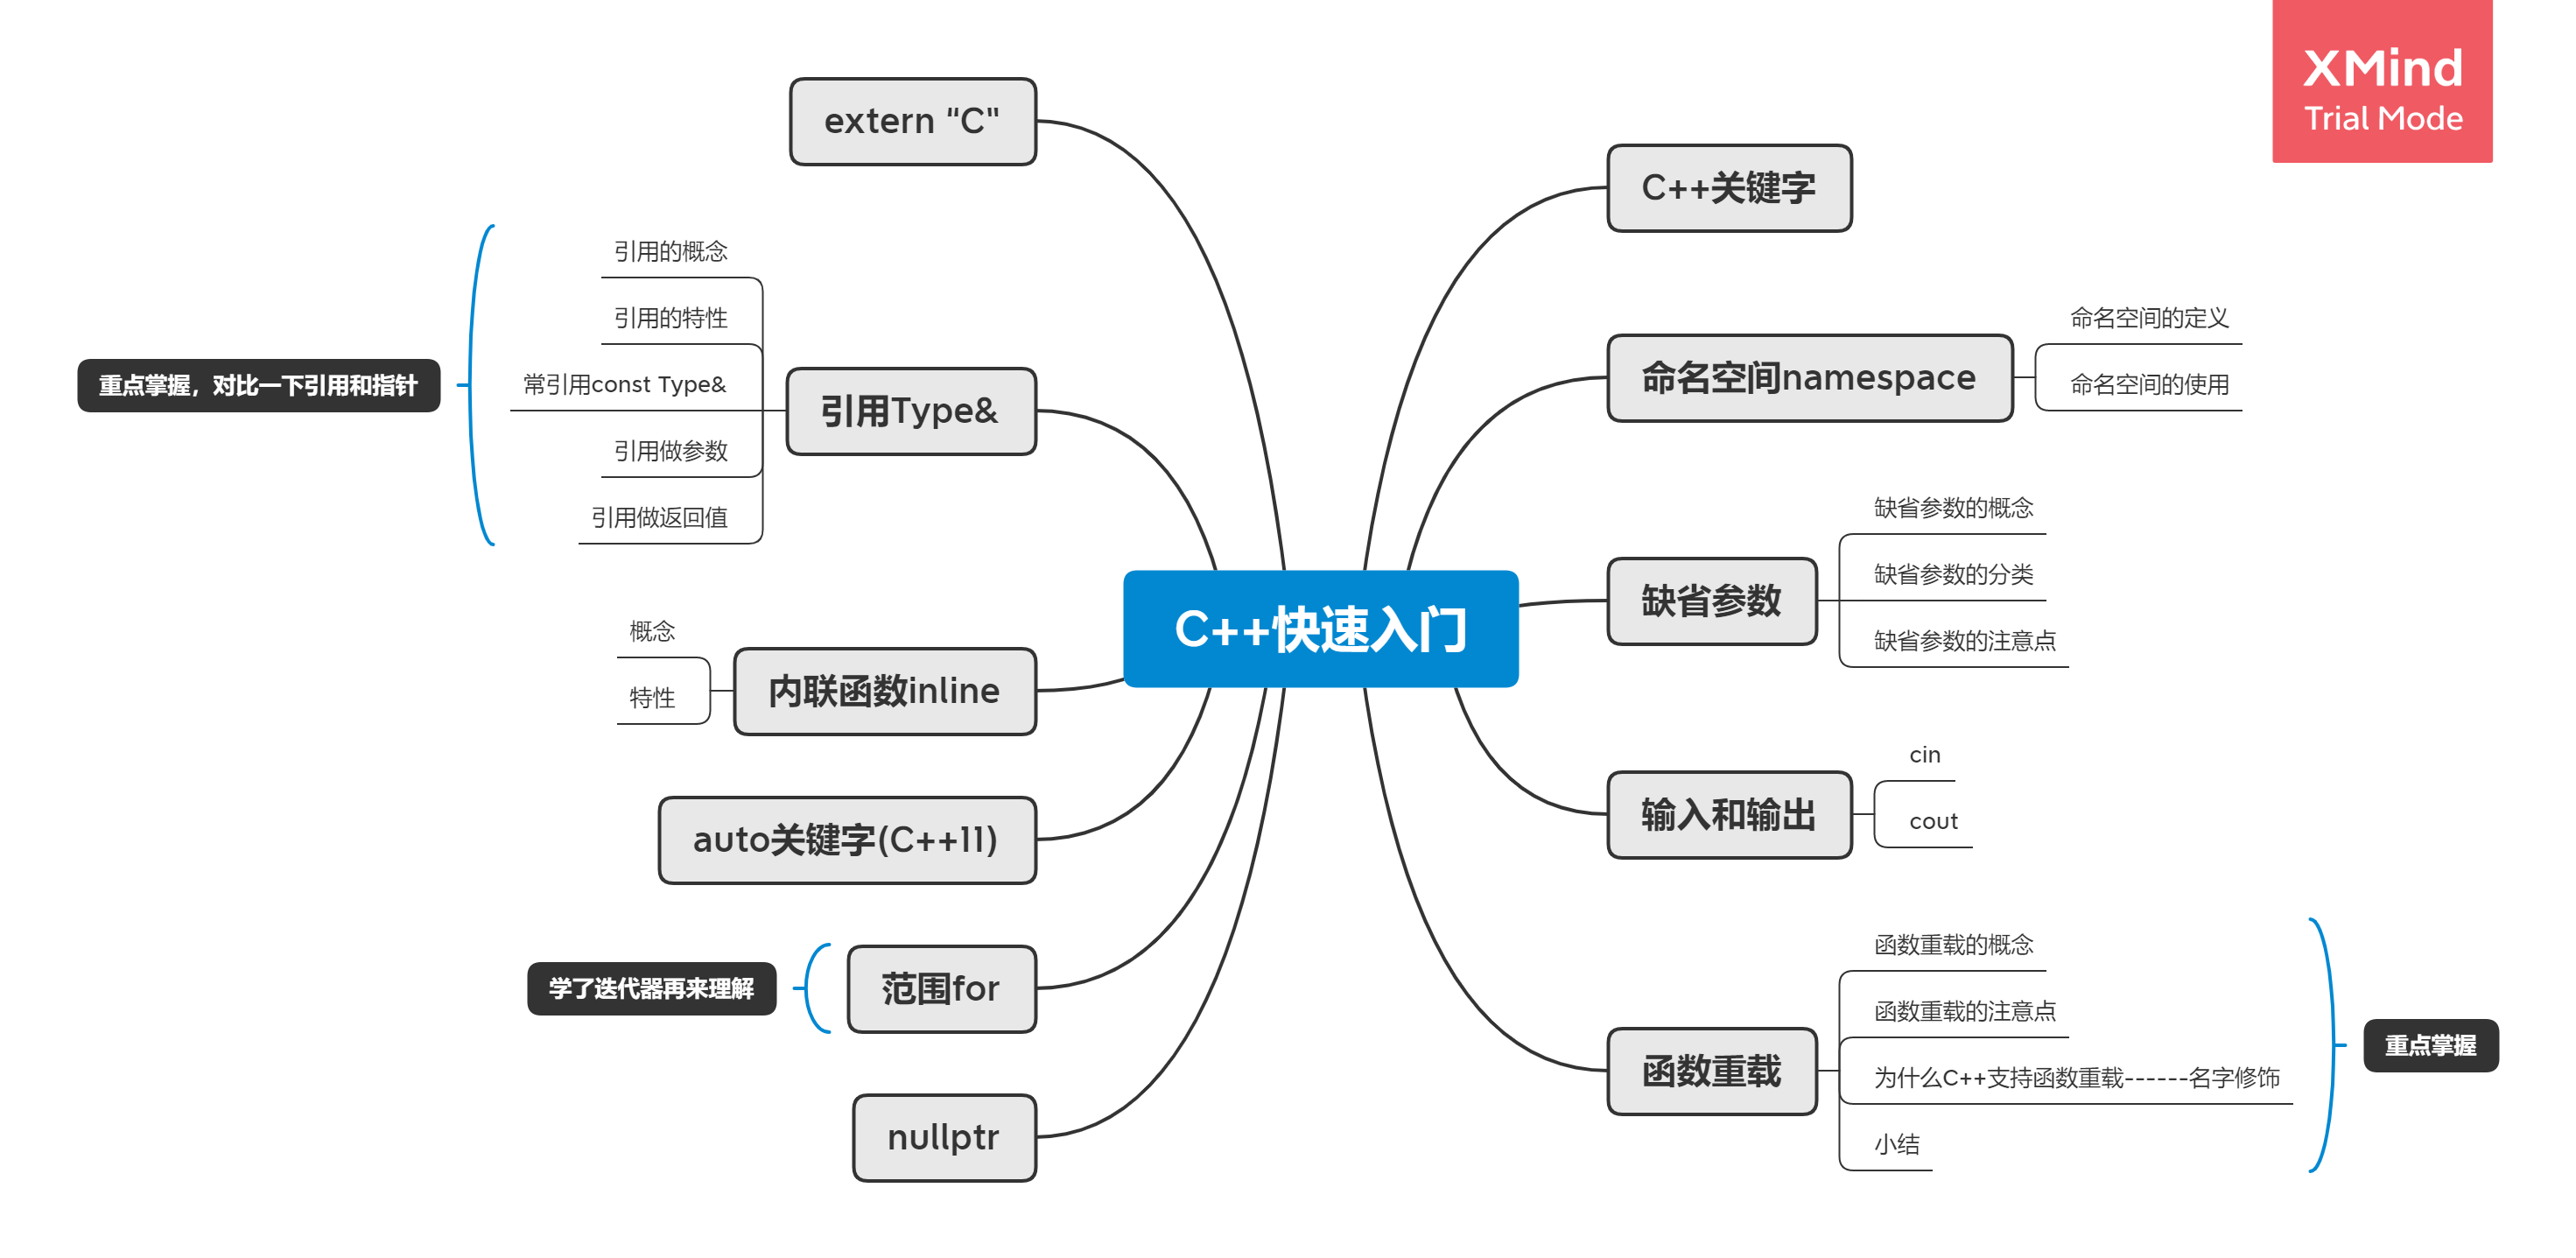 XMind
Trial Mode
C++快速入门
C++关键字
命名空间namespace
命名空间的定义
命名空间的使用
缺省参数
缺省参数的概念
缺省参数的分类
缺省参数的注意点
输入和输出
cin
cout
函数重载
函数重载的概念
函数重载的注意点
为什么C++支持函数重载------名字修饰
小结
重点掌握
extern “C"
引用Type&
引用的概念
引用的特性
常引用const Type&
引用做参数
引用做返回值
重点掌握，对比一下引用和指针
内联函数inline
概念
特性
auto关键字(C++11)
范围for
学了迭代器再来理解
nullptr